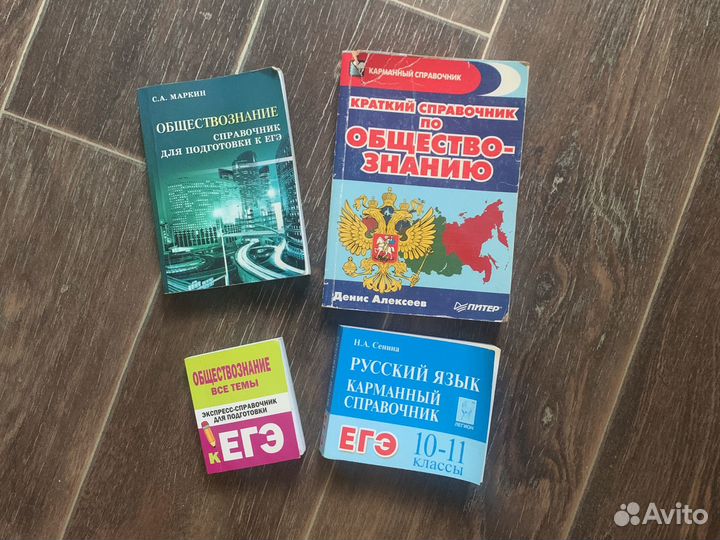 С.А. МАРКИН
ОБЩЕСТВОЗНАНИЕ
СПРАВОЧНИК
ДЛЯ ПОДГОТОВКИ К ЕГЭ
КАРМАННЫЙ СПРАВОЧНИК
КРАТКИЙ СПРАВОЧНИК
ПО
ОБЩЕСТВО-
ЗНАНИЮ
Денис Алексеев
ПИТЕР
ОБЩЕСТВОЗНАНИЕ
ВСЕ ТЕМЫ
ЭКСПРЕСС-СПРАВОЧНИК
ДЛЯ ПОДГОТОВКИ
К ЕГЭ
Н.А. Сенина
РУССКИЙ ЯЗЫК
КАРМАННЫЙ
СПРАВОЧНИК
ЛЕГИОН
ЕГЭ 10-11
классы
Avito